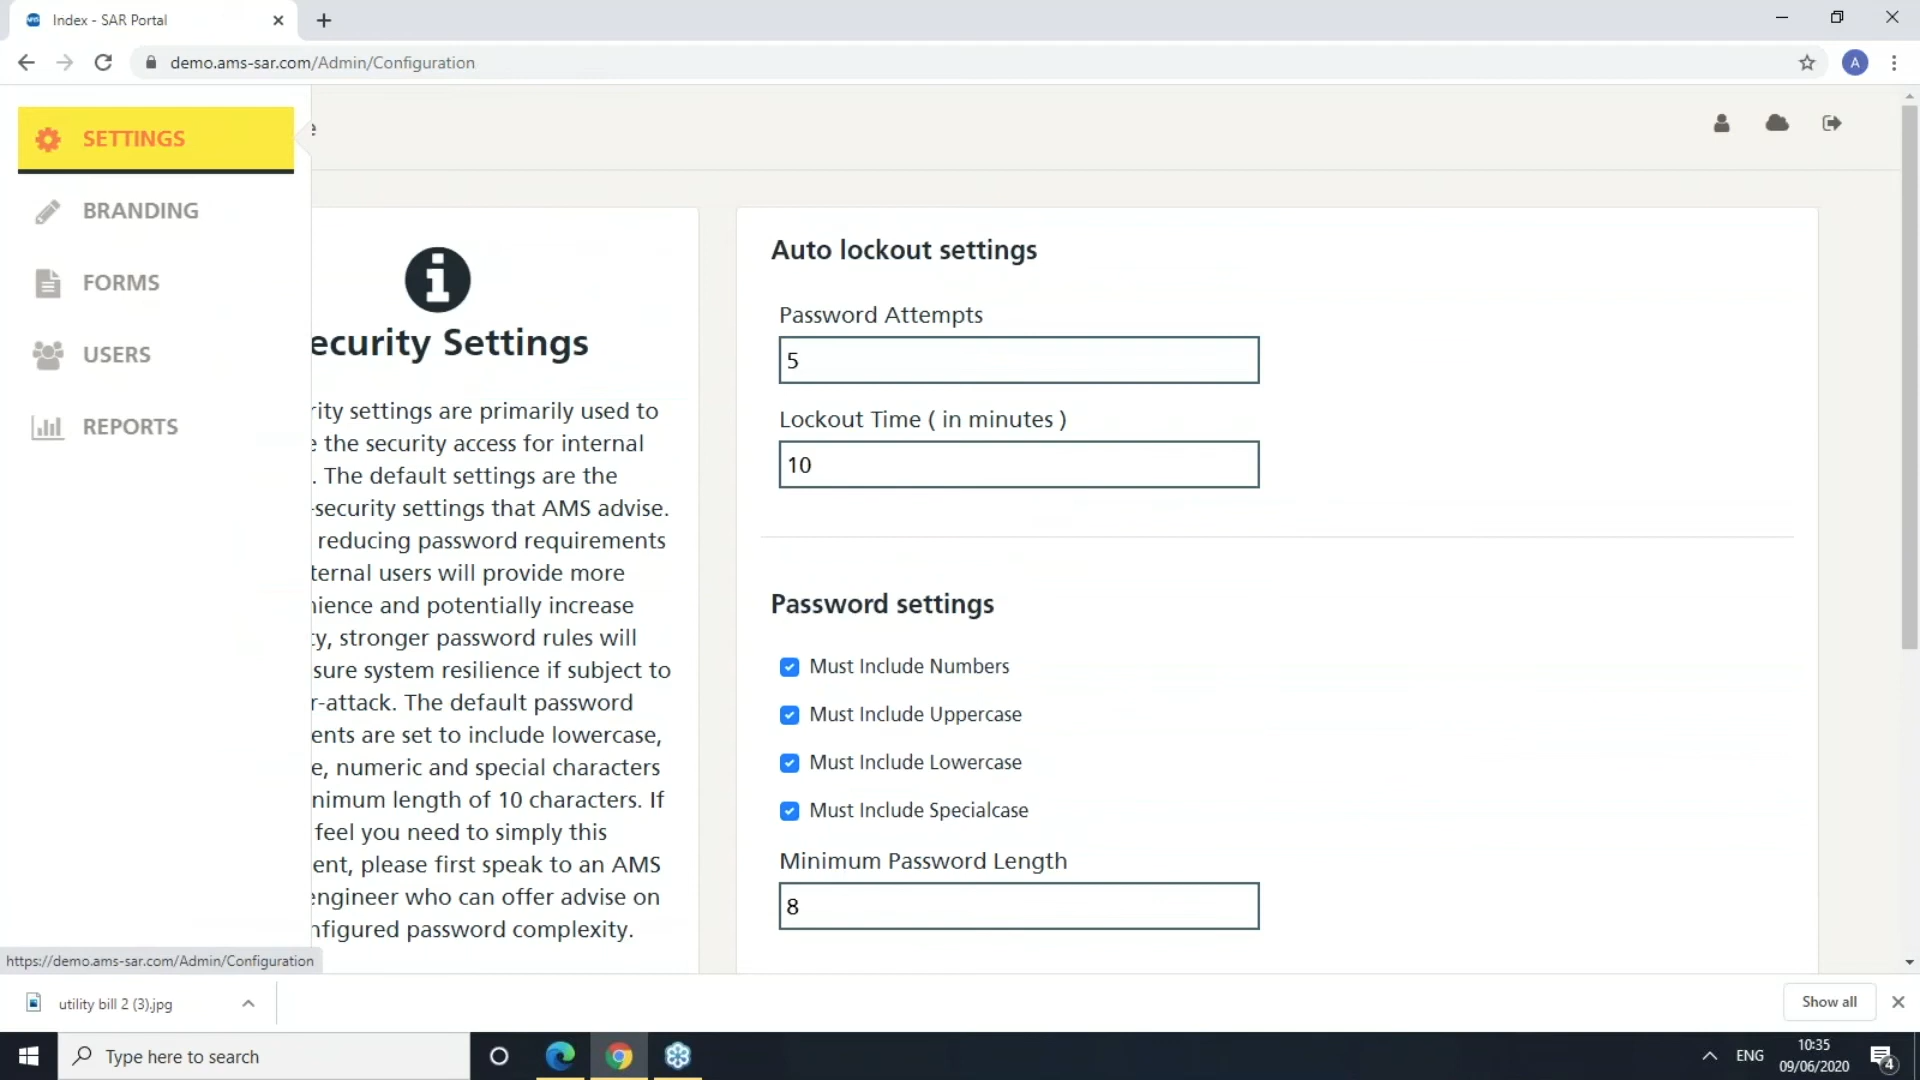 Index - SAR Portal
demo.ams-sar.com/Admin/Configuration
A
SETTINGS
BRANDING
FORMS
USERS
REPORTS
ecurity Settings
rity settings are primarily used to
e the security access for internal
. The default settings are the
-security settings that AMS advise.
reducing password requirements
ternal users will provide more
nience and potentially increase
ty, stronger password rules will
sure system resilience if subject to
r-attack. The default password
ents are set to include lowercase,
e, numeric and special characters
nimum length of 10 characters. If
feel you need to simply this
ent, please first speak to an AMS
engineer who can offer advise on
nfigured password complexity.
Auto lockout settings
Password Attempts
5
Lockout Time ( in minutes )
10
Password settings
Must Include Numbers
Must Include Uppercase
Must Include Lowercase
Must Include Specialcase
Minimum Password Length
8
https://demo.ams-sar.com/Admin/Configuration
utility bill 2 (3).jpg
Show all
Type here to search
ENG
10:35
09/06/2020
4